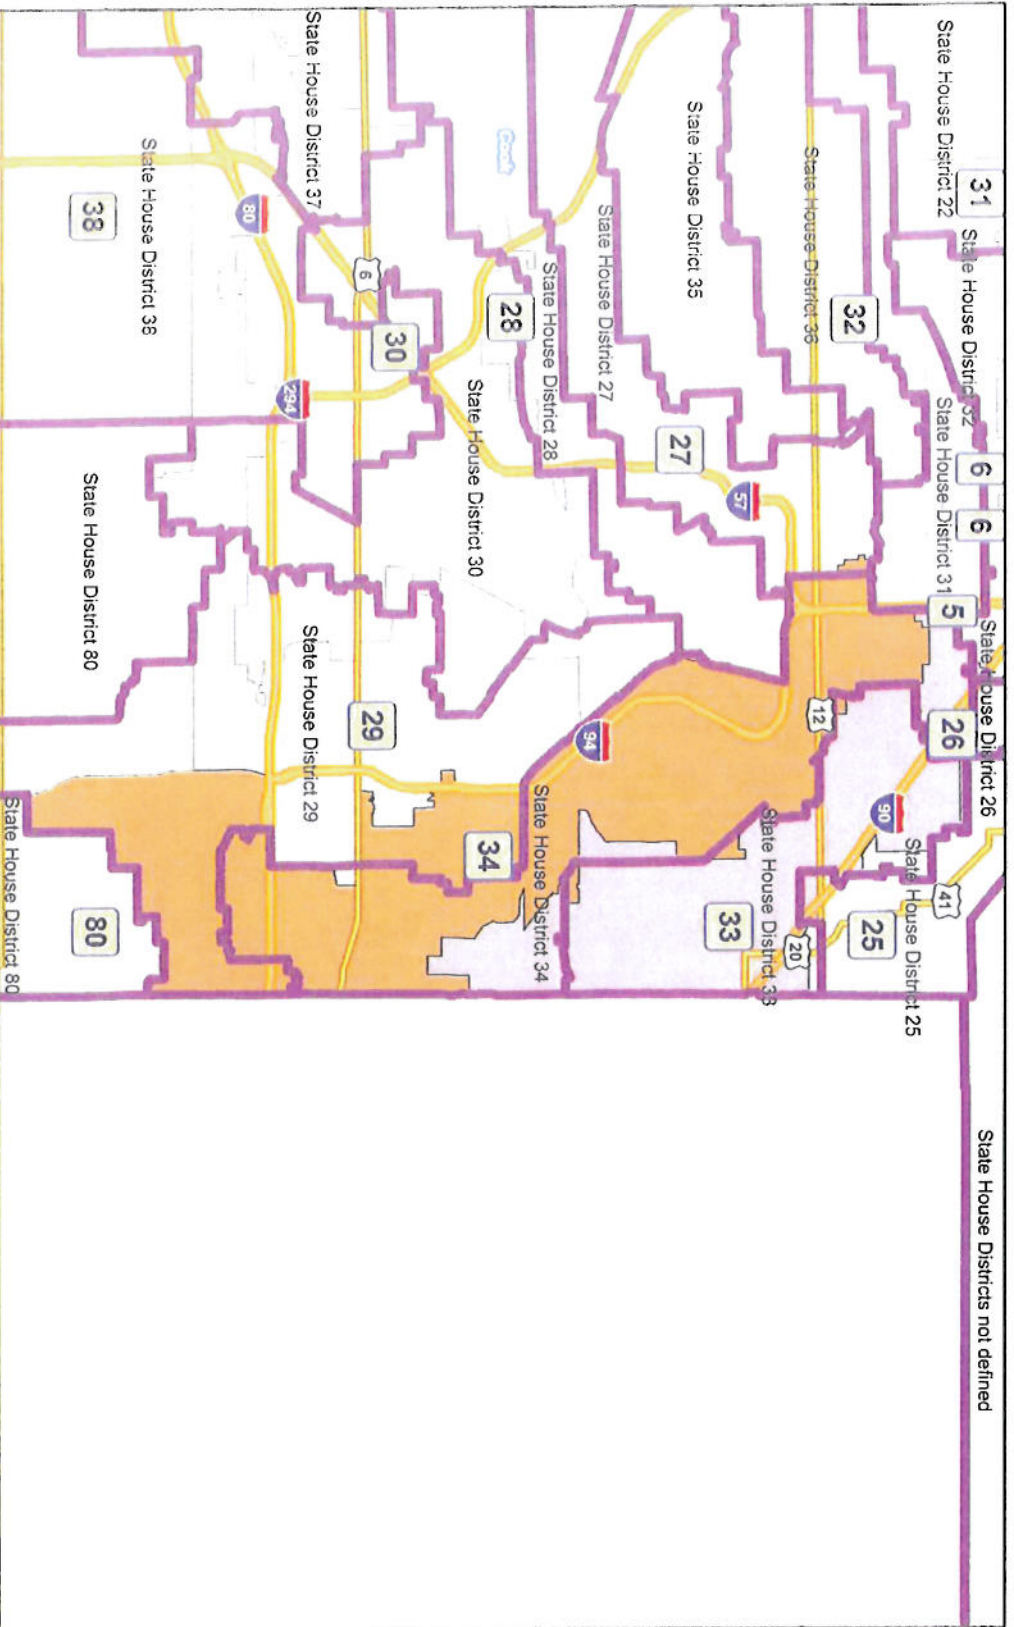 State House Districts not defined
State House District 22
31
State House District 32
6
6
State House District 31
5
State House District 26
26
32
State House District 36
State House District 35
27
57
12
90
41
State House District 25
25
20
State House District 33
33
State House District 27
State House District 28
28
Cook
94
State House District 34
34
State House District 30
30
6
29
State House District 29
State House District 37
80
294
State House District 38
38
State House District 80
80
State House District 80